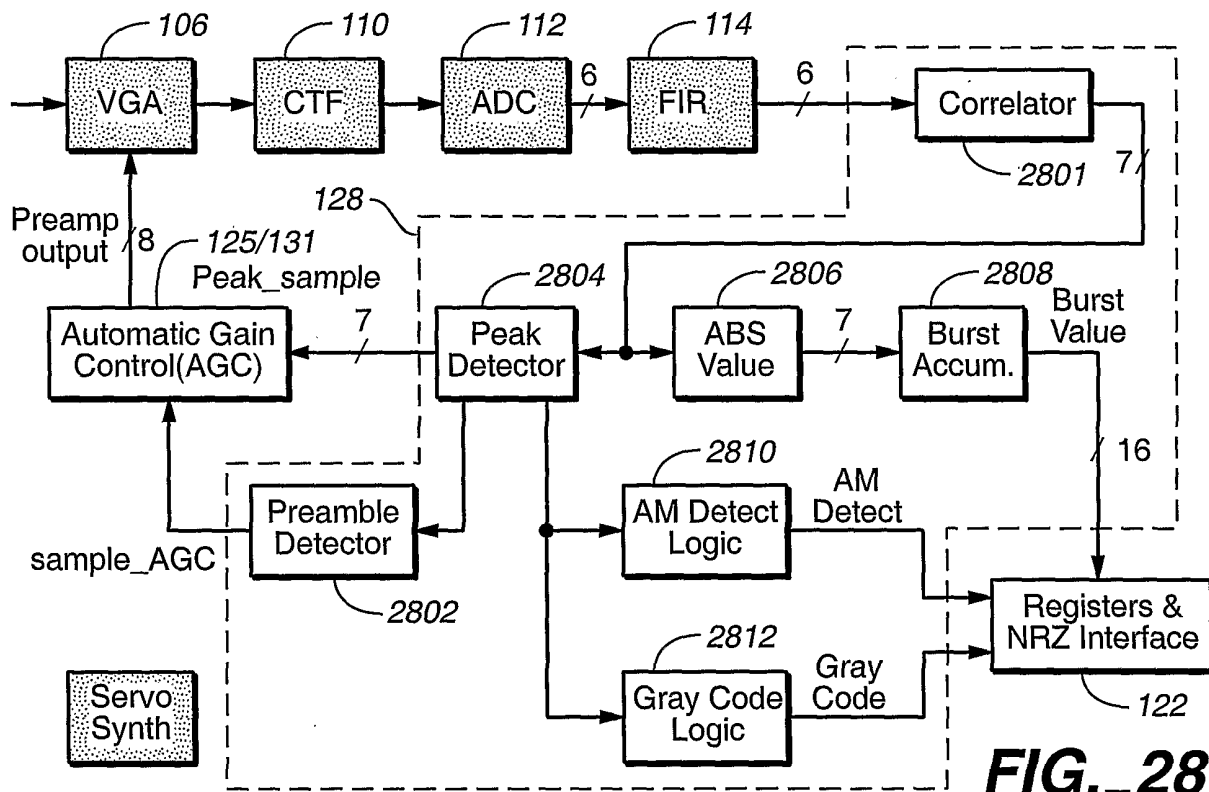 106
110
112
114
VGA
CTF
ADC
6
FIR
6
Correlator
2801
7
128
Preamp
output
8
125/131
Peak_sample
Automatic Gain
Control(AGC)
7
2804
Peak
Detector
2806
ABS
Value
7
2808
Burst
Accum.
Burst
Value
16
Preamble
Detector
2802
sample_AGC
2810
AM Detect
Logic
AM
Detect
2812
Gray Code
Logic
Gray
Code
Registers &
NRZ Interface
122
Servo
Synth
FIG._28